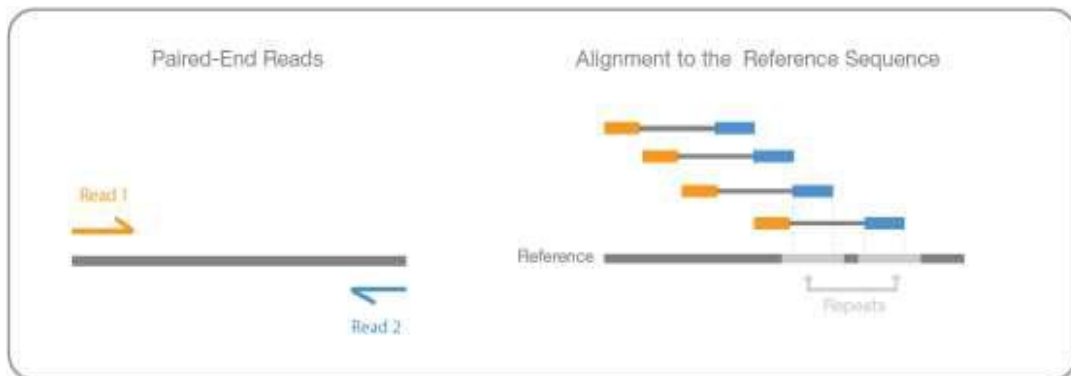 Paired-End Reads
Alignment to the Reference Sequence
Read 1
Reference
Repeats
Read 2